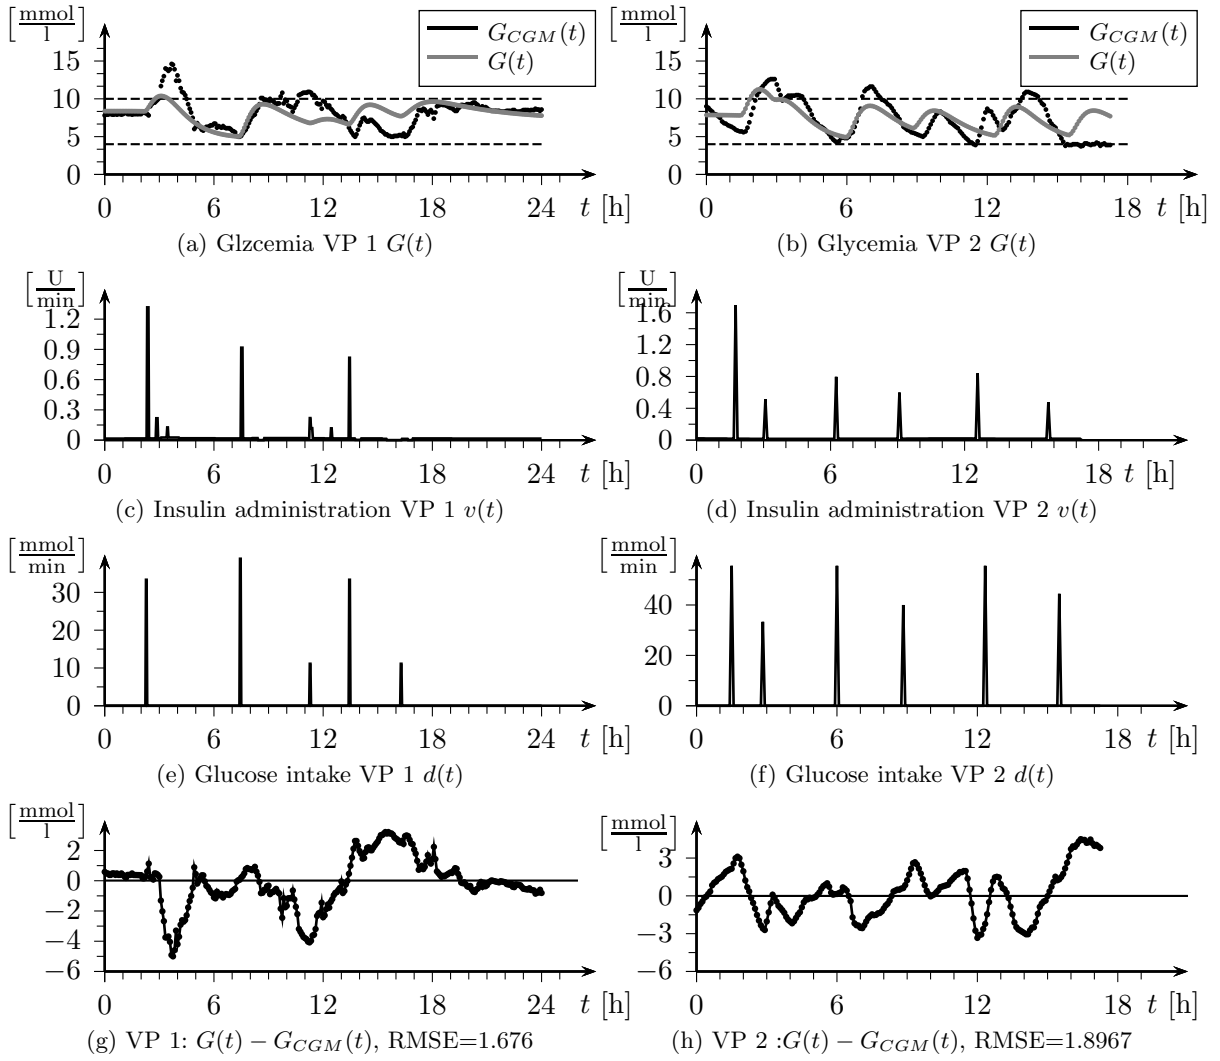 [mmol/l]
15
10
5
0
0 6 12 18 24 t [h]
G_CGM(t)
G(t)
(a) Glzcemia VP 1 G(t)
[mmol/l]
15
10
5
0
0 6 12 18 t [h]
G_CGM(t)
G(t)
(b) Glycemia VP 2 G(t)
[U/min]
1.2
0.9
0.6
0.3
0
0 6 12 18 24 t [h]
(c) Insulin administration VP 1 v(t)
[U/min]
1.6
1.2
0.8
0.4
0
0 6 12 18 t [h]
(d) Insulin administration VP 2 v(t)
[mmol/min]
30
20
10
0
0 6 12 18 24 t [h]
(e) Glucose intake VP 1 d(t)
[mmol/min]
40
20
0
0 6 12 18 t [h]
(f) Glucose intake VP 2 d(t)
[mmol/l]
2
0
−2
−4
−6
0 6 12 18 24 t [h]
(g) VP 1: G(t) − G_CGM(t), RMSE=1.676
[mmol/l]
3
0
−3
−6
0 6 12 18 t [h]
(h) VP 2 :G(t) − G_CGM(t), RMSE=1.8967